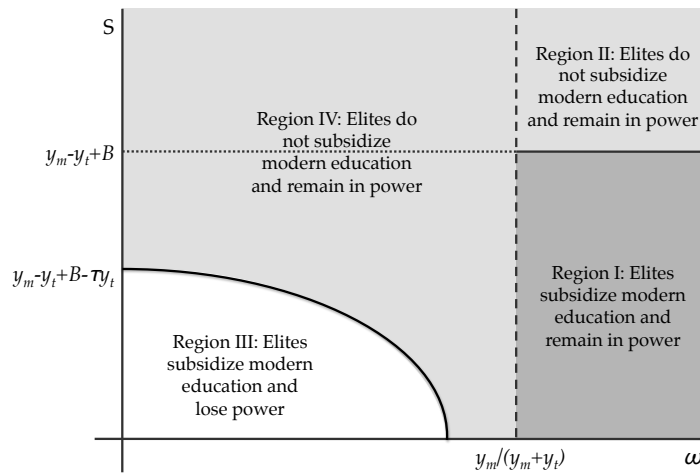 S
Region II: Elites do
not subsidize
modern education
and remain in power
Region IV: Elites do
not subsidize
modern education
and remain in power
y_m-y_t+B
y_m-y_t+B-τy_t
Region I: Elites
subsidize modern
education and
remain in power
Region III: Elites
subsidize modern
education and
lose power
y_m/(y_m+y_t)
ω